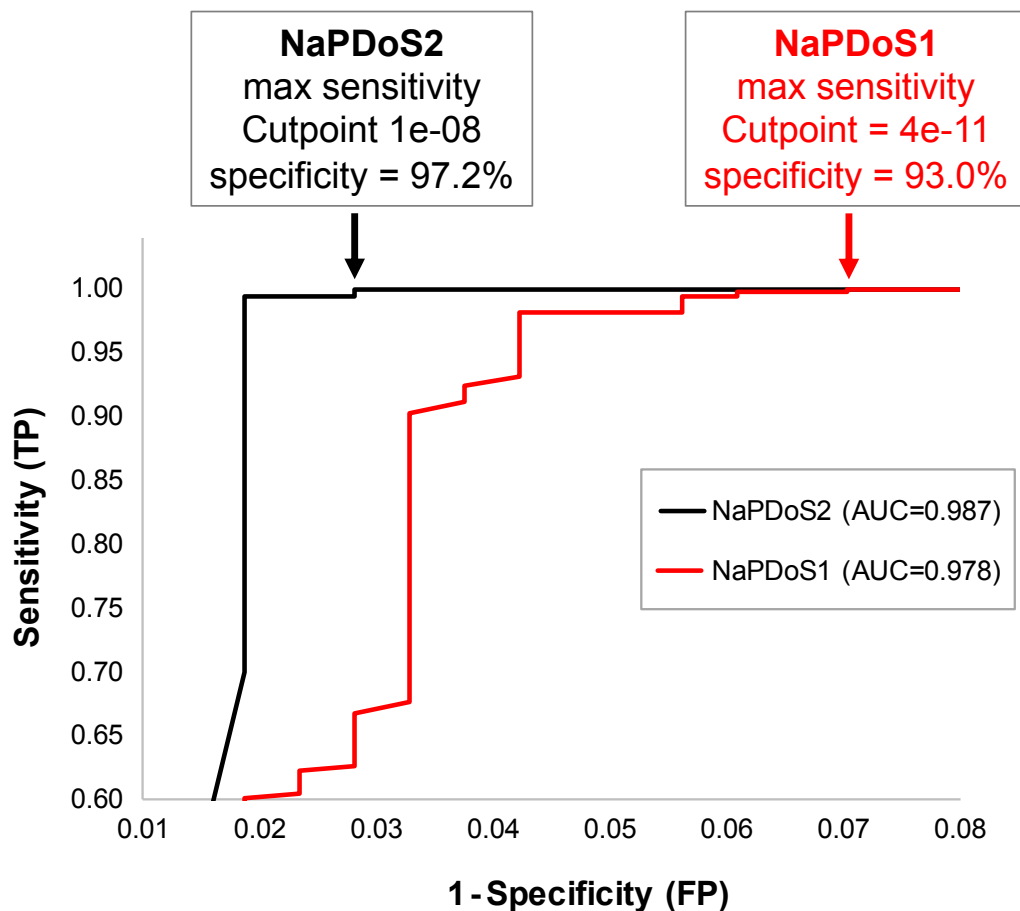 NaPDoS2
max sensitivity
Cutpoint 1e-08
specificity = 97.2%
NaPDoS1
max sensitivity
Cutpoint = 4e-11
specificity = 93.0%
Sensitivity (TP)
1.00
0.95
0.90
0.85
0.80
0.75
0.70
0.65
0.60
NaPDoS2 (AUC=0.987)
NaPDoS1 (AUC=0.978)
0.01 0.02 0.03 0.04 0.05 0.06 0.07 0.08
1-Specificity (FP)